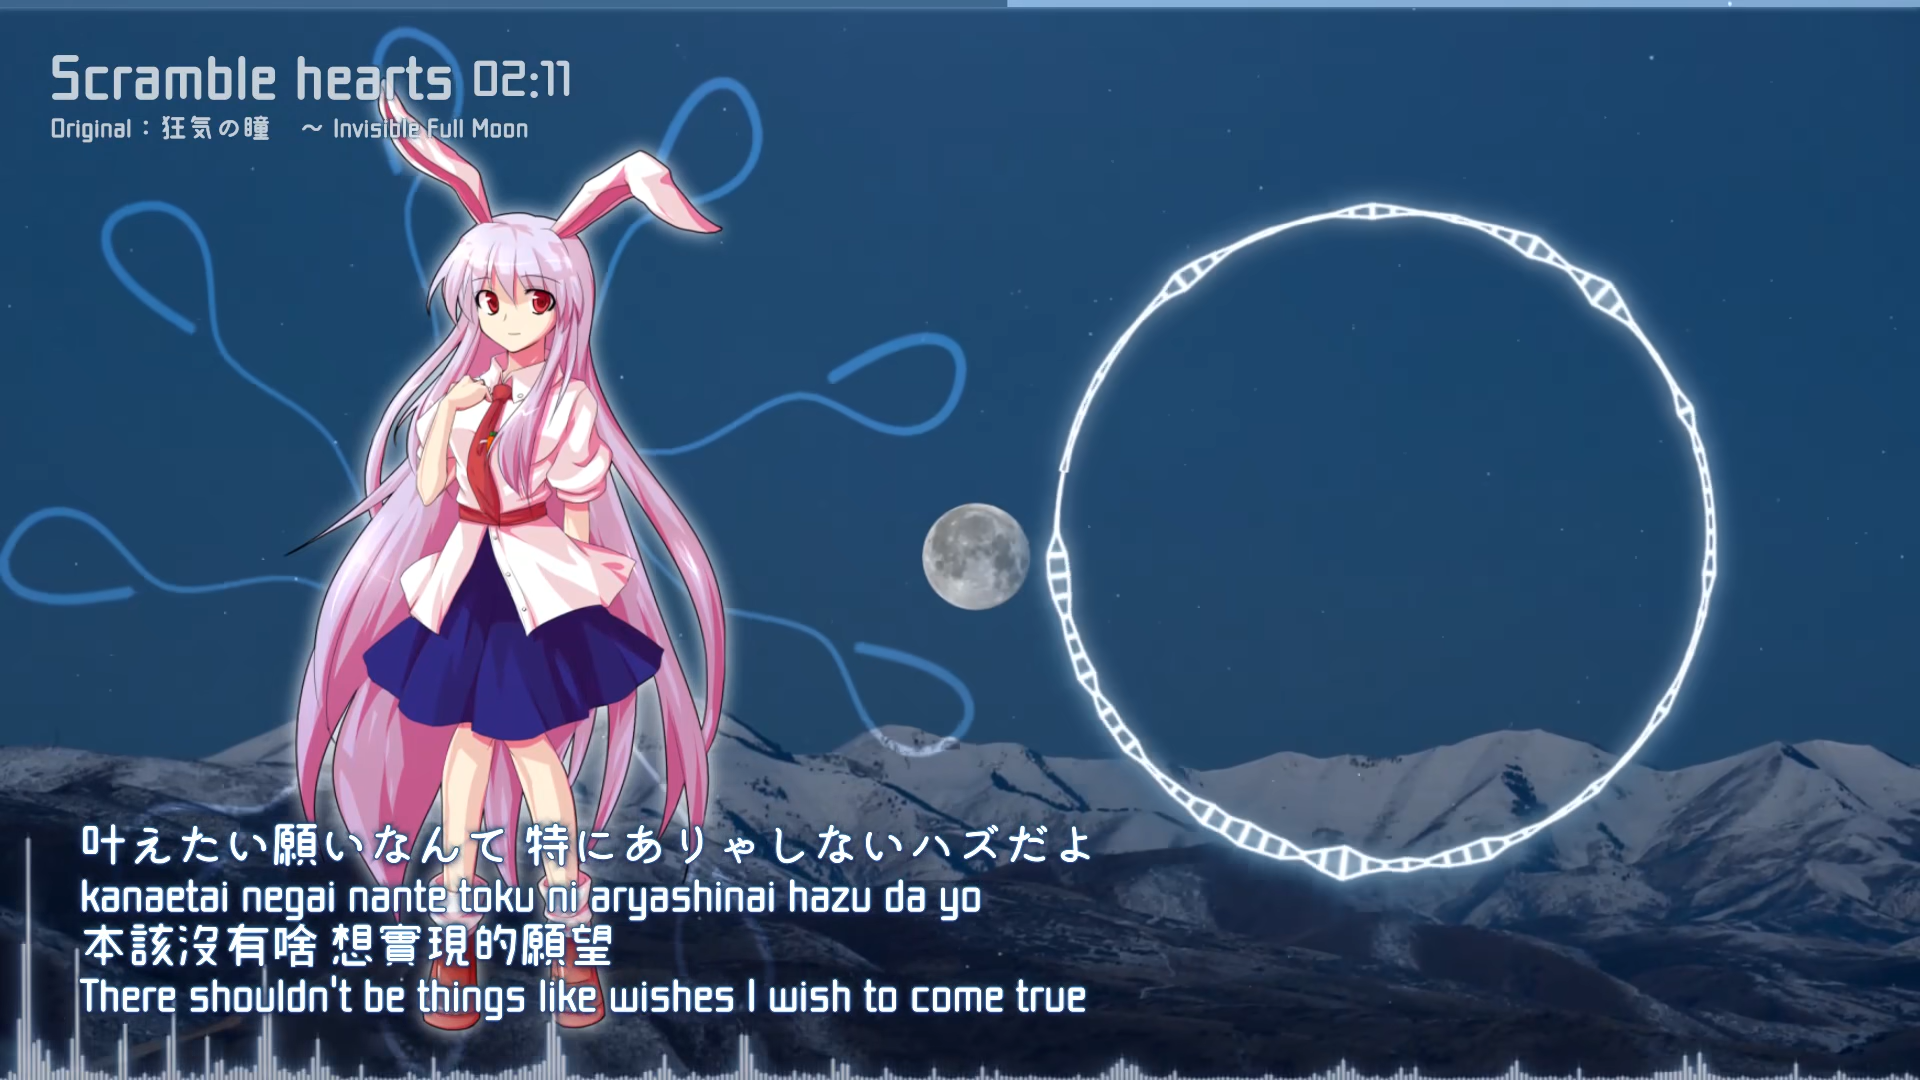 Scramble hearts 02:11
Original：狂気の瞳　～ Invisible Full Moon
叶えたい願いなんて 特にありゃしないハズだよ
kanaetai negai nante toku ni aryashinai hazu da yo
本該沒有啥 想實現的願望
There shouldn't be things like wishes I wish to come true